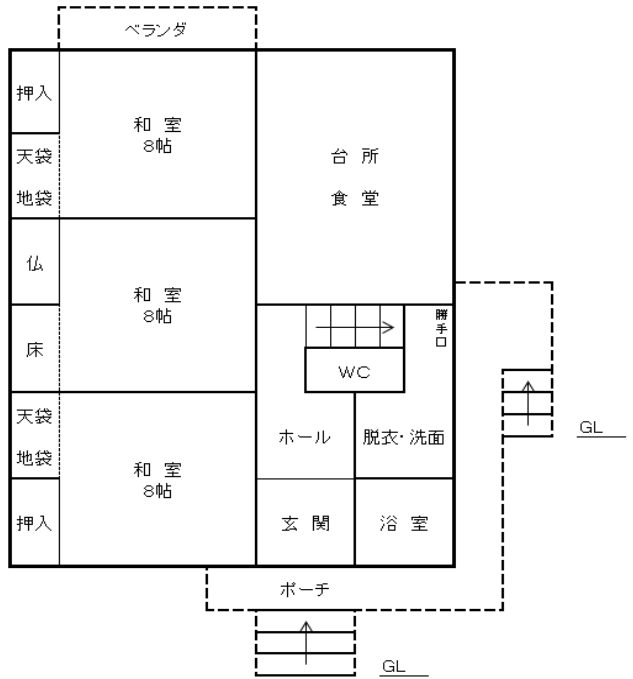 ベランダ
押入
和 室
8帖
天袋
地袋
台 所
食 堂
仏
和 室
8帖
床
勝手口
WC
天袋
地袋
和 室
8帖
ホール
脱衣・洗面
GL
押入
玄 関
浴 室
ポーチ
GL